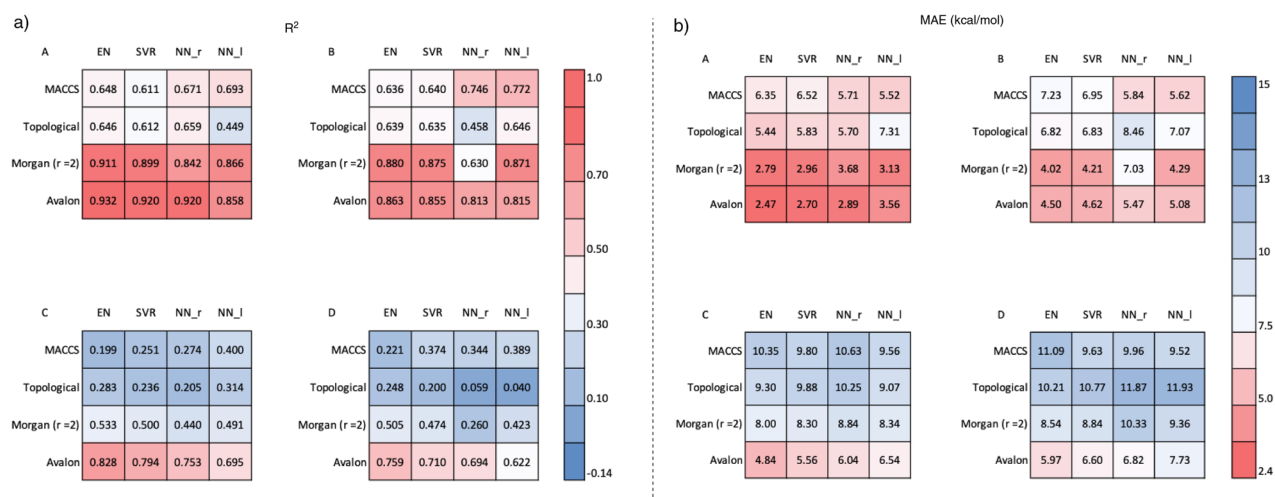 a)
R²
A
EN SVR NN_r NN_l
MACCS 0.648 0.611 0.671 0.693
Topological 0.646 0.612 0.659 0.449
Morgan (r =2) 0.911 0.899 0.842 0.866
Avalon 0.932 0.920 0.920 0.858
B
EN SVR NN_r NN_l
0.636 0.640 0.746 0.772
0.639 0.635 0.458 0.646
0.880 0.875 0.630 0.871
0.863 0.855 0.813 0.815
C
EN SVR NN_r NN_l
MACCS 0.199 0.251 0.274 0.400
Topological 0.283 0.236 0.205 0.314
Morgan (r =2) 0.533 0.500 0.440 0.491
Avalon 0.828 0.794 0.753 0.695
D
EN SVR NN_r NN_l
MACCS 0.221 0.374 0.344 0.389
Topological 0.248 0.200 0.059 0.040
Morgan (r =2) 0.505 0.474 0.260 0.423
Avalon 0.759 0.710 0.694 0.622
1.0
0.70
0.50
0.30
0.10
-0.14
b)
MAE (kcal/mol)
A
EN SVR NN_r NN_l
MACCS 6.35 6.52 5.71 5.52
Topological 5.44 5.83 5.70 7.31
Morgan (r =2) 2.79 2.96 3.68 3.13
Avalon 2.47 2.70 2.89 3.56
B
EN SVR NN_r NN_l
MACCS 7.23 6.95 5.84 5.62
Topological 6.82 6.83 8.46 7.07
Morgan (r =2) 4.02 4.21 7.03 4.29
Avalon 4.50 4.62 5.47 5.08
C
EN SVR NN_r NN_l
MACCS 10.35 9.80 10.63 9.56
Topological 9.30 9.88 10.25 9.07
Morgan (r =2) 8.00 8.30 8.84 8.34
Avalon 4.84 5.56 6.04 6.54
D
EN SVR NN_r NN_l
MACCS 11.09 9.63 9.96 9.52
Topological 10.21 10.77 11.87 11.93
Morgan (r =2) 8.54 8.84 10.33 9.36
Avalon 5.97 6.60 6.82 7.73
15
13
10
7.5
5.0
2.4